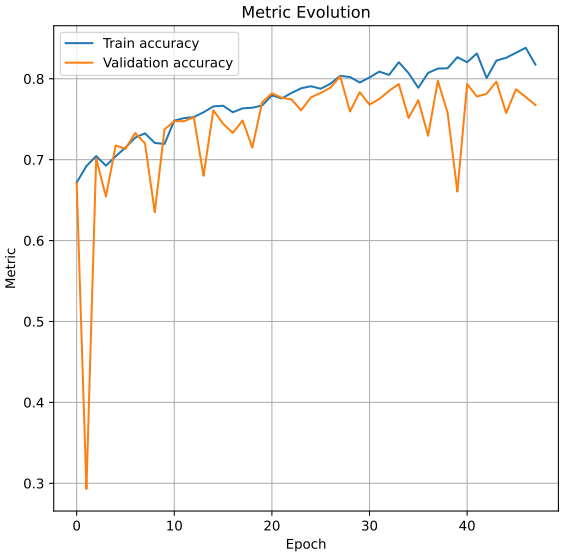 Metric Evolution
Train accuracy
Validation accuracy
0.8
0.7
0.6
0.5
0.4
0.3
Metric
0 10 20 30 40
Epoch